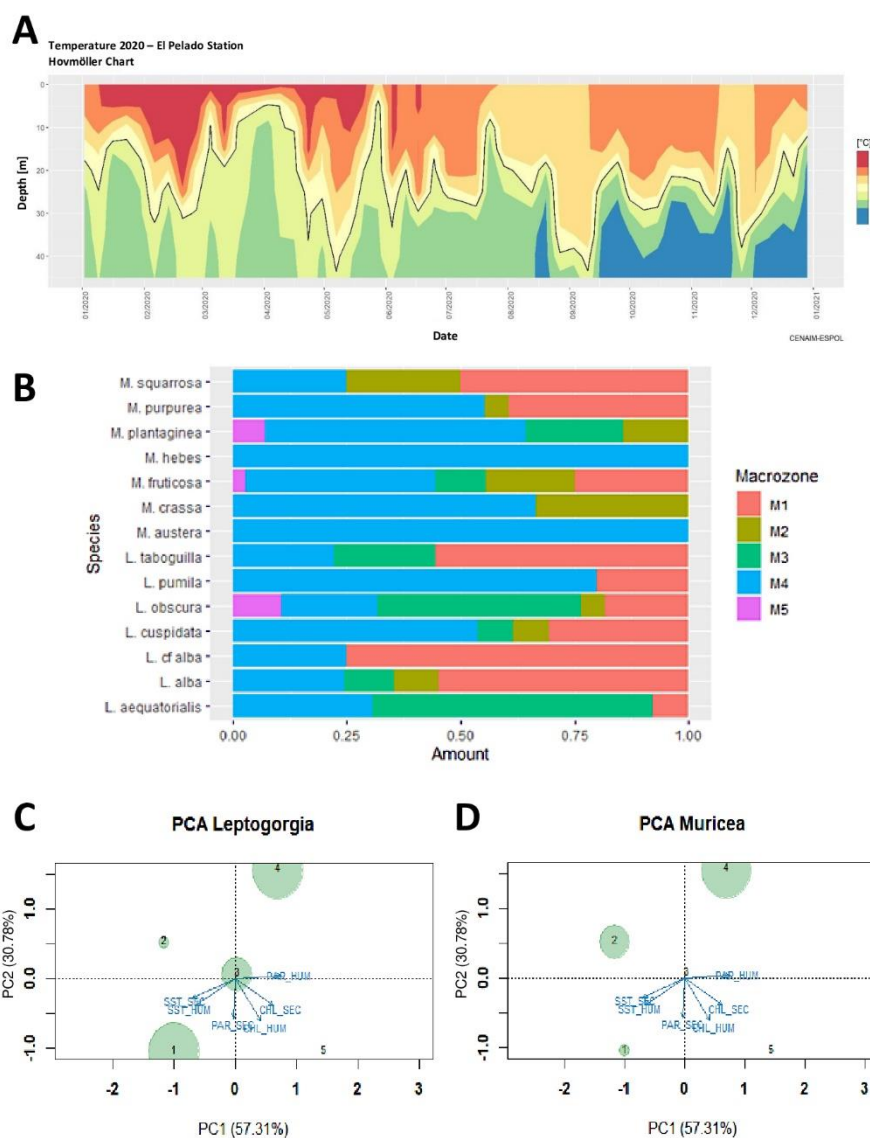 A
Temperature 2020 – El Pelado Station
Hovmöller Chart
0
10
20
30
40
Depth [m]
[°C]
01/2020
02/2020
03/2020
04/2020
05/2020
06/2020
07/2020
08/2020
09/2020
10/2020
11/2020
12/2020
01/2021
Date
CENAIM-ESPOL
B
M. squarrosa
M. purpurea
M. plantaginea
M. hebes
M. fruticosa
M. crassa
M. austera
L. taboguilla
L. pumila
L. obscura
L. cuspidata
L. cf alba
L. alba
L. aequatorialis
Species
0.00 0.25 0.50 0.75 1.00
Amount
Macrozone
M1
M2
M3
M4
M5
C
PCA Leptogorgia
PC2 (30.78%)
1.0
0.0
-1.0
4
2
3
PAR_HUM
SST_SEC
SST_HUM
CHL_SEC
PAR_SEC
CHL_HUM
1
5
-2 -1 0 1 2 3
PC1 (57.31%)
D
PCA Muricea
PC2 (30.78%)
1.0
0.0
-1.0
4
2
3
PAR_HUM
SST_SEC
SST_HUM
CHL_SEC
PAR_SEC
CHL_HUM
1
5
-2 -1 0 1 2 3
PC1 (57.31%)